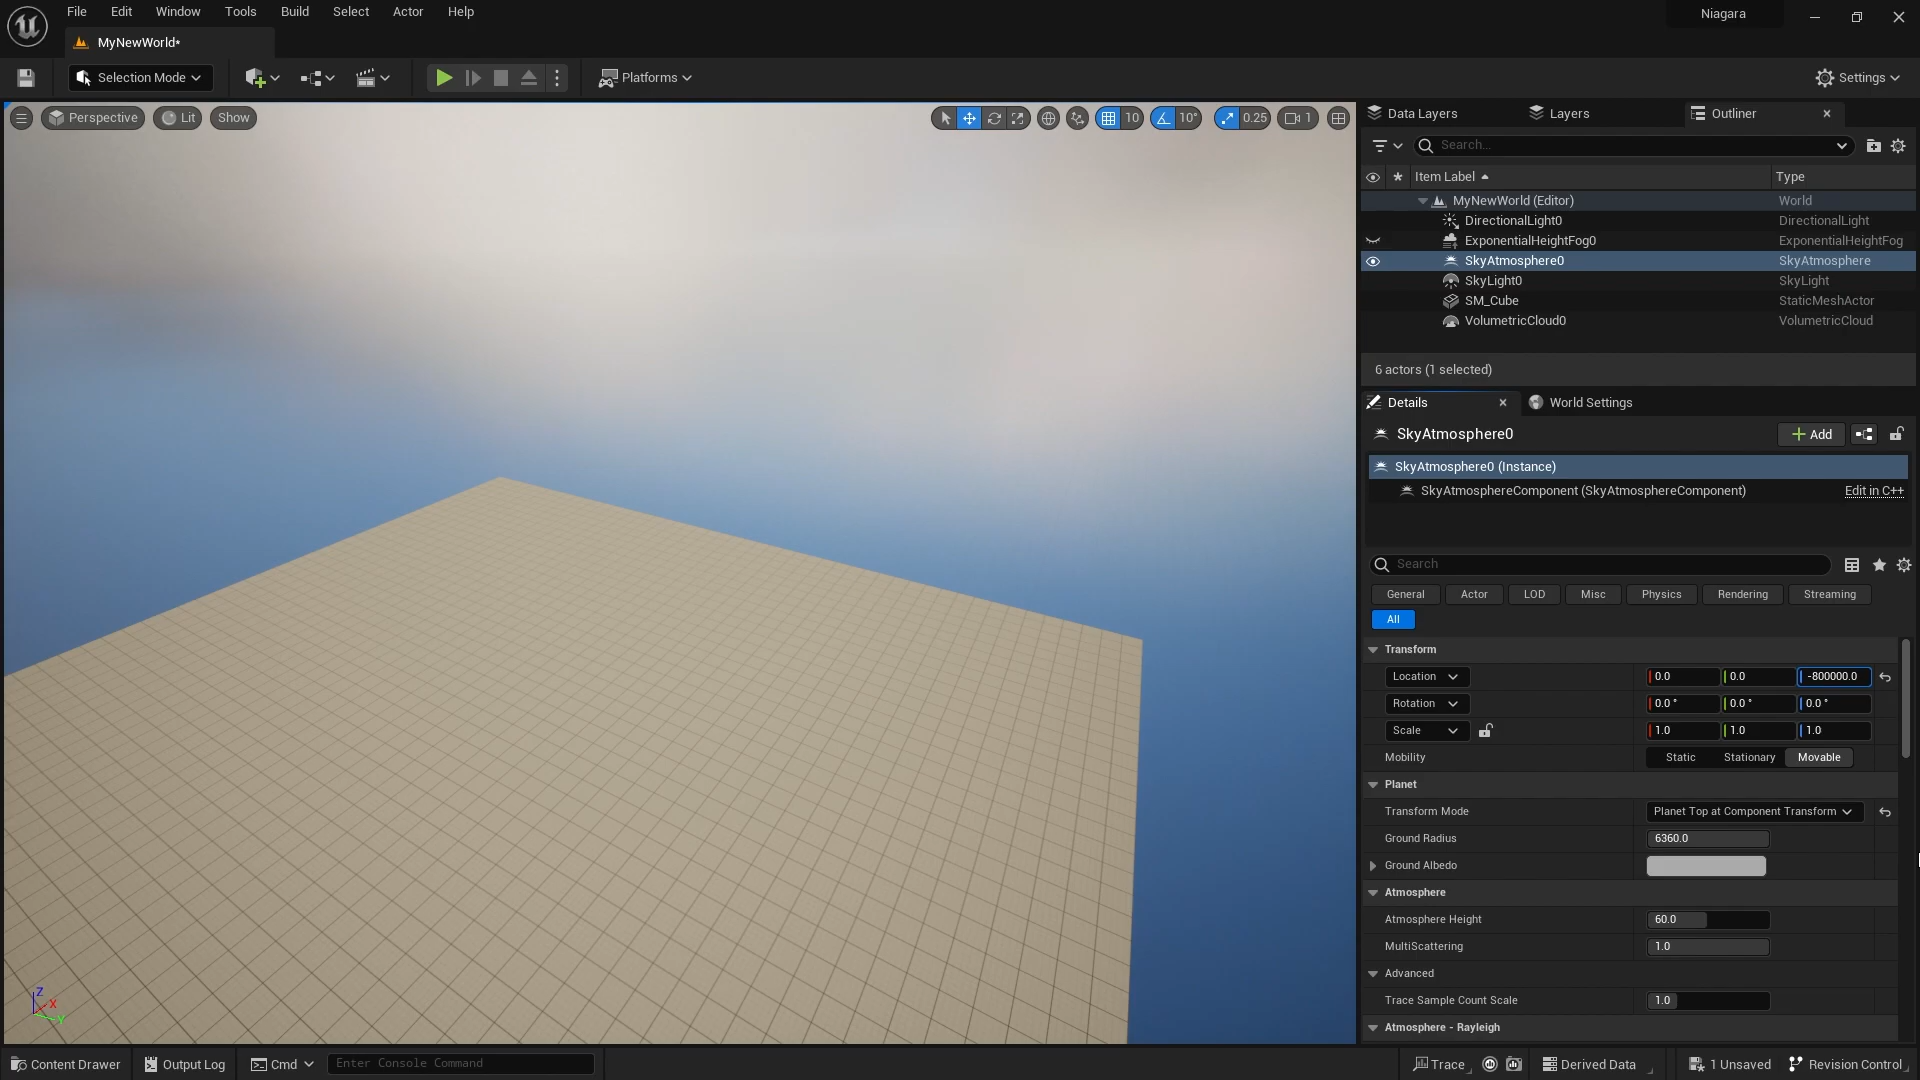 File Edit Window Tools Build Select Actor Help
Niagara
MyNewWorld*
Selection Mode
Platforms
Settings
Perspective Lit Show
10 10° 0.25 1
Data Layers Layers Outliner
Search...
Item Label Type
MyNewWorld (Editor) World
DirectionalLight0 DirectionalLight
ExponentialHeightFog0 ExponentialHeightFog
SkyAtmosphere0 SkyAtmosphere
SkyLight0 SkyLight
SM_Cube StaticMeshActor
VolumetricCloud0 VolumetricCloud
6 actors (1 selected)
Details World Settings
SkyAtmosphere0 Add
SkyAtmosphere0 (Instance)
SkyAtmosphereComponent (SkyAtmosphereComponent) Edit in C++
Search
General Actor LOD Misc Physics Rendering Streaming
All
Transform
Location 0.0 0.0 -800000.0
Rotation 0.0 ° 0.0 ° 0.0 °
Scale 1.0 1.0 1.0
Mobility Static Stationary Movable
Planet
Transform Mode Planet Top at Component Transform
Ground Radius 6360.0
Ground Albedo
Atmosphere
Atmosphere Height 60.0
MultiScattering 1.0
Advanced
Trace Sample Count Scale 1.0
Atmosphere - Rayleigh
Z
X
Y
Content Drawer Output Log Cmd Enter Console Command Trace Derived Data 1 Unsaved Revision Control